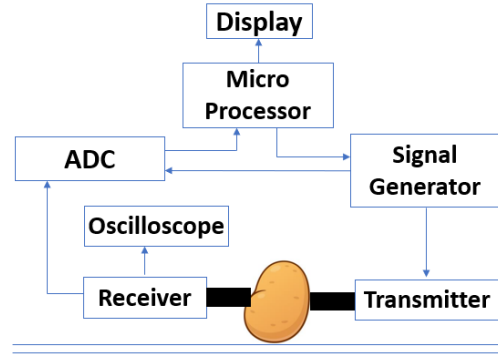 Display
Micro
Processor
ADC
Signal
Generator
Oscilloscope
Receiver
Transmitter